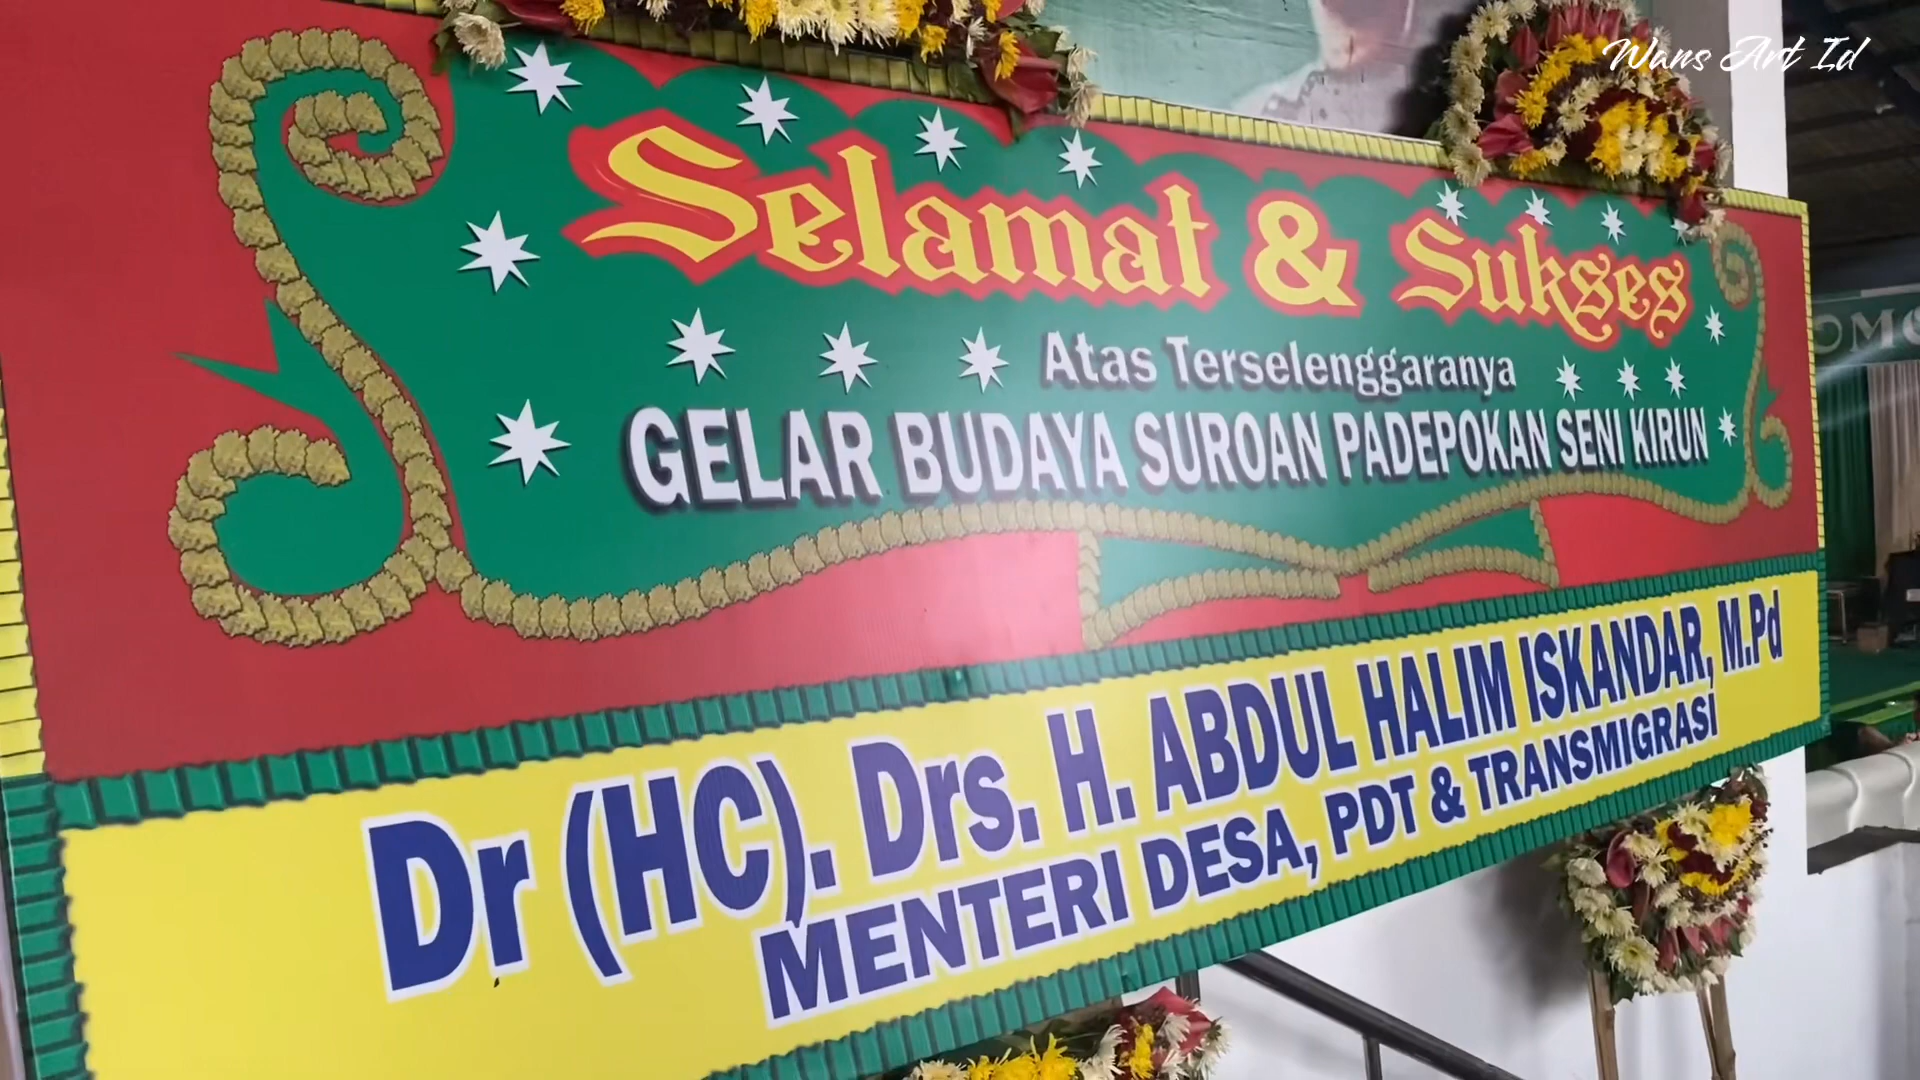 Wans Art Id
Selamat & Sukses
Atas Terselenggaranya
GELAR BUDAYA SUROAN PADEPOKAN SENI KIRUN
Dr (HC). Drs. H. ABDUL HALIM ISKANDAR, M.Pd
MENTERI DESA, PDT & TRANSMIGRASI